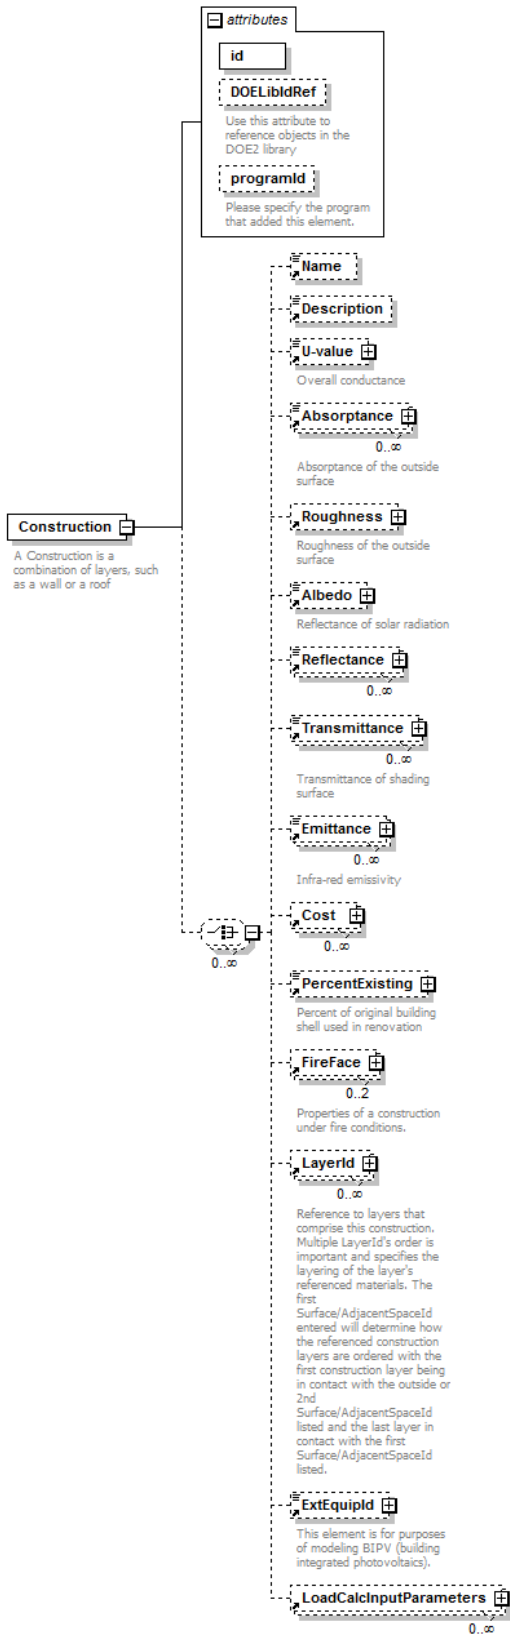 attributes
id
DOELibIdRef
Use this attribute to
reference objects in the
DOE2 library
programId
Please specify the program
that added this element.
Name
Description
U-value
Overall conductance
Absorptance
0..∞
Absorptance of the outside
surface
Construction
A Construction is a
combination of layers, such
as a wall or a roof
Roughness
Roughness of the outside
surface
Albedo
Reflectance of solar radiation
Reflectance
0..∞
Transmittance
0..∞
Transmittance of shading
surface
Emittance
0..∞
Infra-red emissivity
Cost
0..∞
0..∞
PercentExisting
Percent of original building
shell used in renovation
FireFace
0..2
Properties of a construction
under fire conditions.
LayerId
0..∞
Reference to layers that
comprise this construction.
Multiple LayerId's order is
important and specifies the
layering of the layer's
referenced materials. The
first
Surface/AdjacentSpaceId
entered will determine how
the referenced construction
layers are ordered with the
first construction layer being
in contact with the outside or
2nd
Surface/AdjacentSpaceId
listed and the last layer in
contact with the first
Surface/AdjacentSpaceId
listed.
ExtEquipId
This element is for purposes
of modeling BIPV (building
integrated photovoltaics).
LoadCalcInputParameters
0..∞